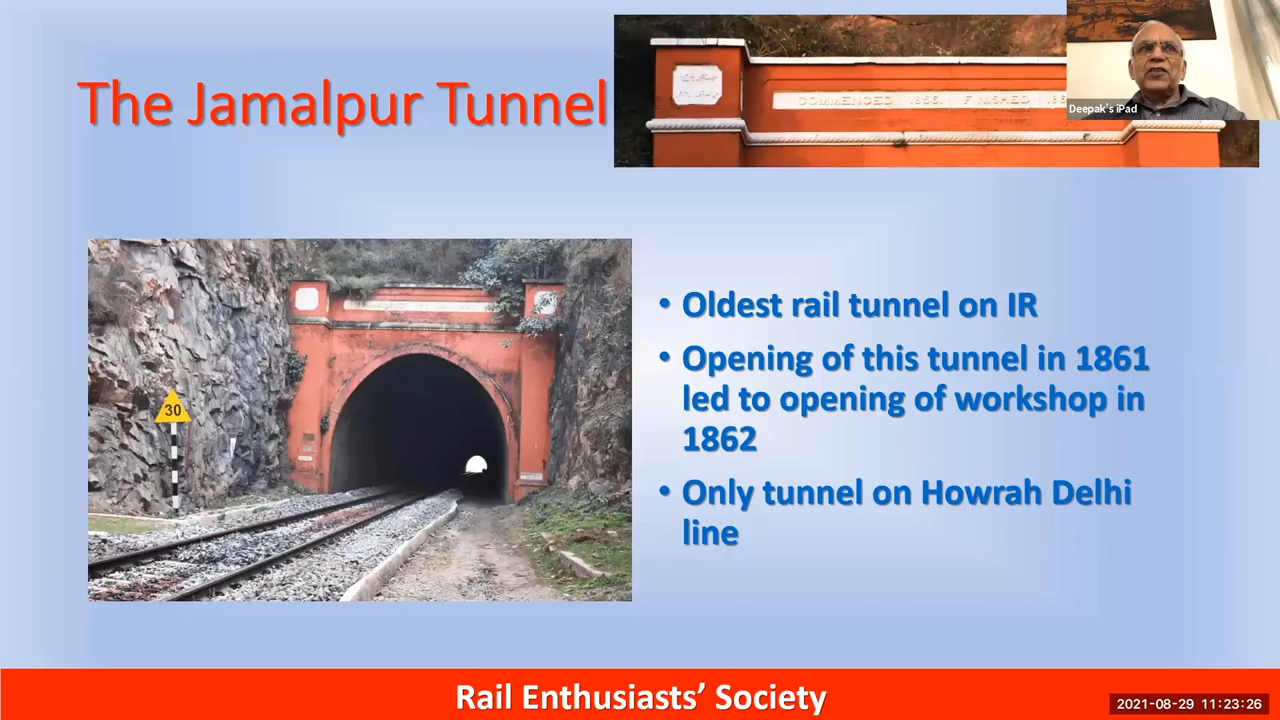 The Jamalpur Tunnel
COMMENCED 1856. FINISHED
Deepak's iPad
30
• Oldest rail tunnel on IR
• Opening of this tunnel in 1861
led to opening of workshop in
1862
• Only tunnel on Howrah Delhi
line
Rail Enthusiasts' Society
2021-08-29 11:23:26